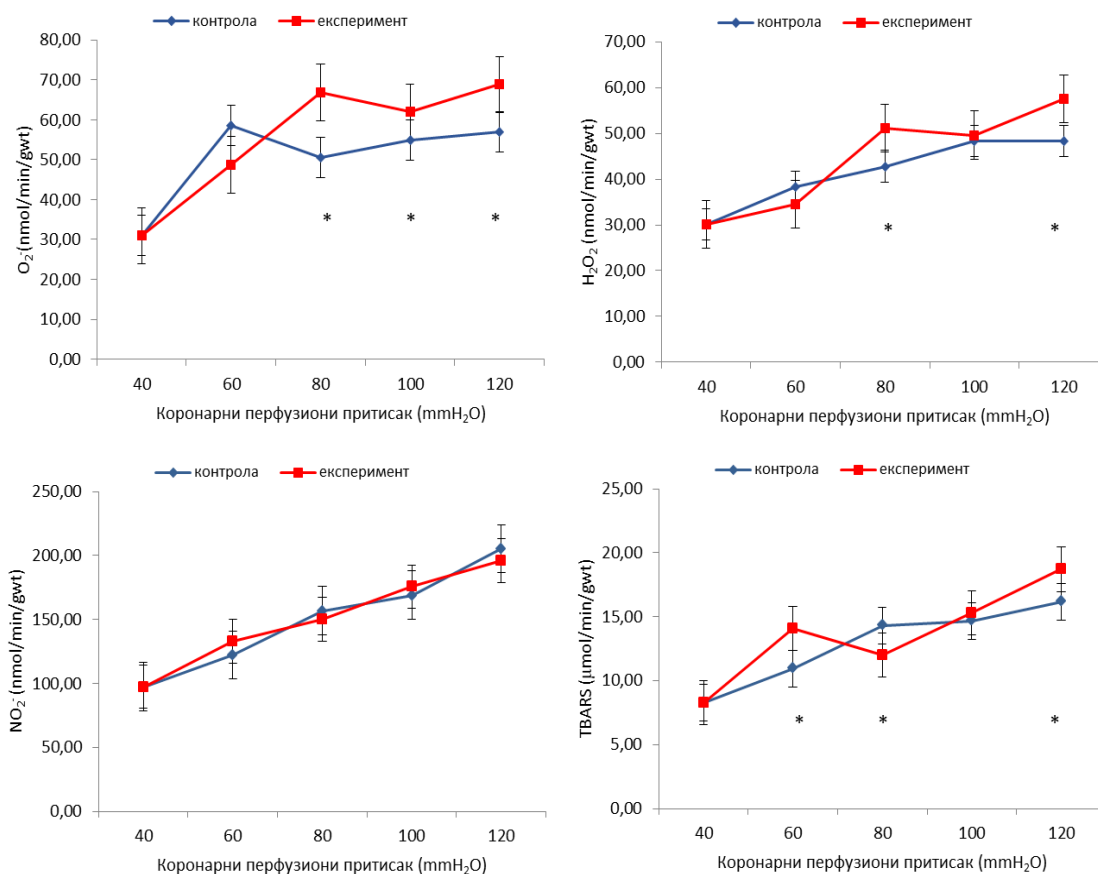 контрола експеримент
80,00
70,00
60,00
50,00
40,00
30,00
20,00
10,00
0,00
O₂⁻(nmol/min/gwt)
* * *
40 60 80 100 120
Коронарни перфузиони притисак (mmH₂O)
контрола експеримент
70,00
60,00
50,00
40,00
30,00
20,00
10,00
0,00
H₂O₂ (nmol/min/gwt)
* *
40 60 80 100 120
Коронарни перфузиони притисак (mmH₂O)
контрола експеримент
250,00
200,00
150,00
100,00
50,00
0,00
NO₂⁻ (nmol/min/gwt)
40 60 80 100 120
Коронарни перфузиони притисак (mmH₂O)
контрола експеримент
25,00
20,00
15,00
10,00
5,00
0,00
TBARS (µmol/min/gwt)
* * *
40 60 80 100 120
Коронарни перфузиони притисак (mmH₂O)